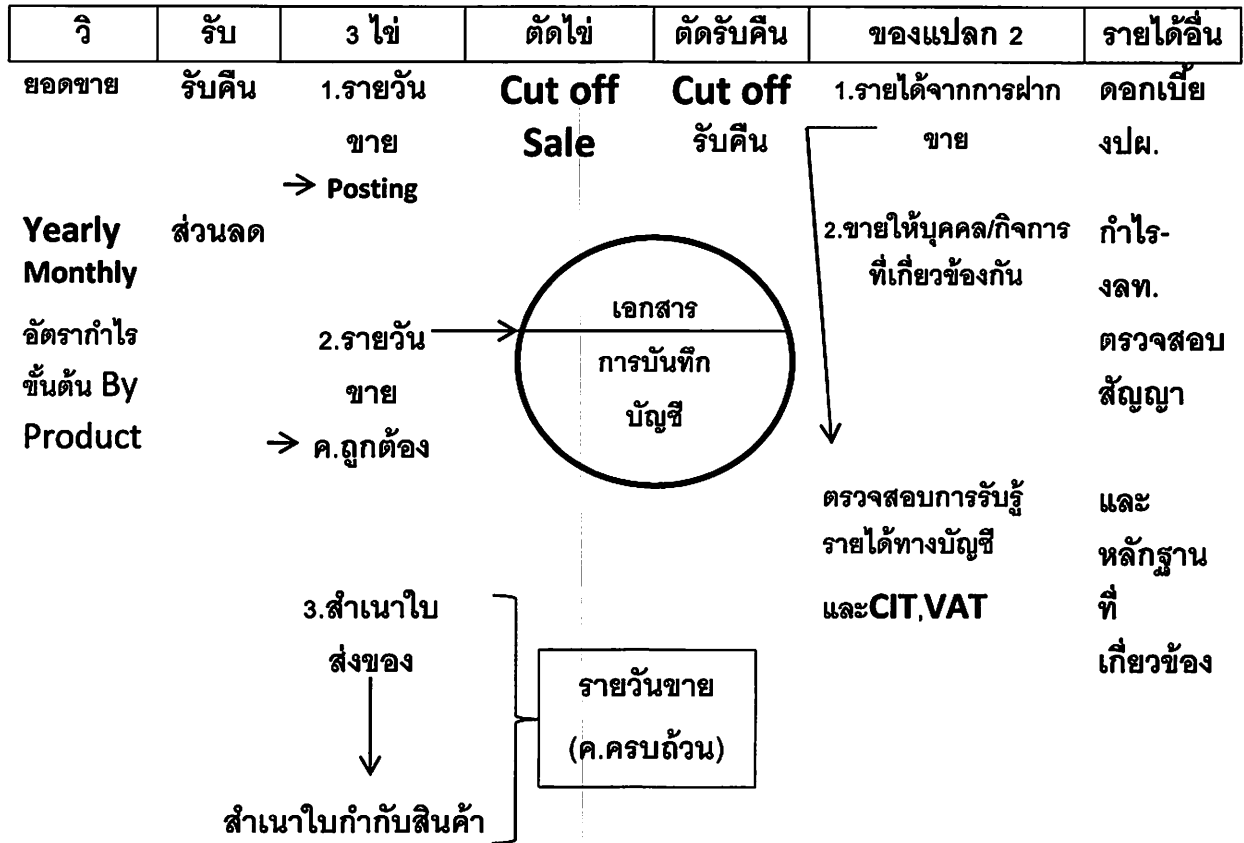 วิ รับ 3 ไข่ ตัดไข่ ตัดรับคืน ของแปลก 2 รายได้อื่น
ยอดขาย รับคืน 1.รายวัน Cut off Cut off 1.รายได้จากการฝาก ดอกเบี้ย
ขาย Sale รับคืน ขาย งปผ.
→ Posting
Yearly ส่วนลด 2.ขายให้บุคคล/กิจการ กำไร-
Monthly ที่เกี่ยวข้องกัน งลท.
เอกสาร
อัตรากำไร 2.รายวัน การบันทึก ตรวจสอบ
ขั้นต้น By ขาย บัญชี สัญญา
Product → ค.ถูกต้อง
ตรวจสอบการรับรู้ และ
รายได้ทางบัญชี หลักฐาน
3.สำเนาใบ และCIT,VAT ที่
ส่งของ เกี่ยวข้อง
รายวันขาย
(ค.ครบถ้วน)
สำเนาใบกำกับสินค้า